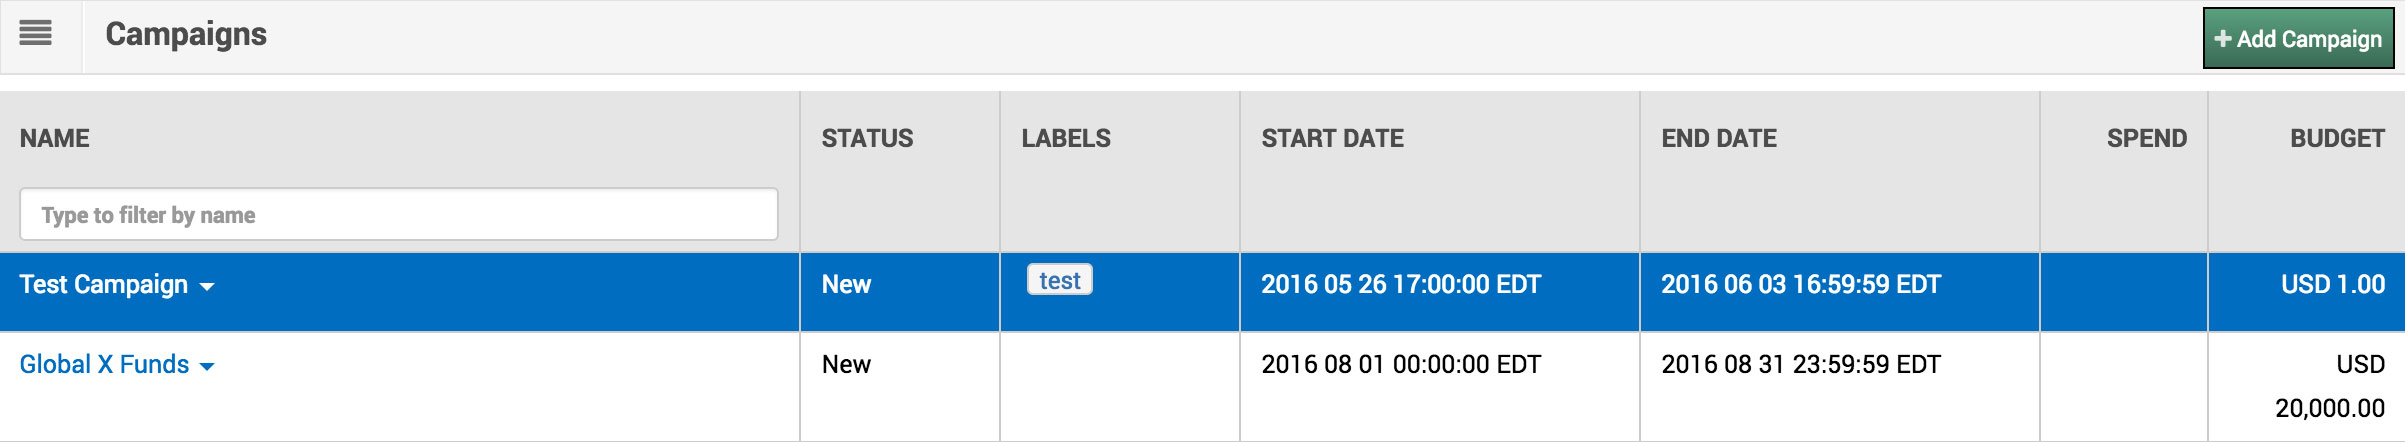 Campaigns
+ Add Campaign
NAME STATUS LABELS START DATE END DATE SPEND BUDGET
Type to filter by name
Test Campaign New test 2016 05 26 17:00:00 EDT 2016 06 03 16:59:59 EDT USD 1.00
Global X Funds New 2016 08 01 00:00:00 EDT 2016 08 31 23:59:59 EDT USD
20,000.00